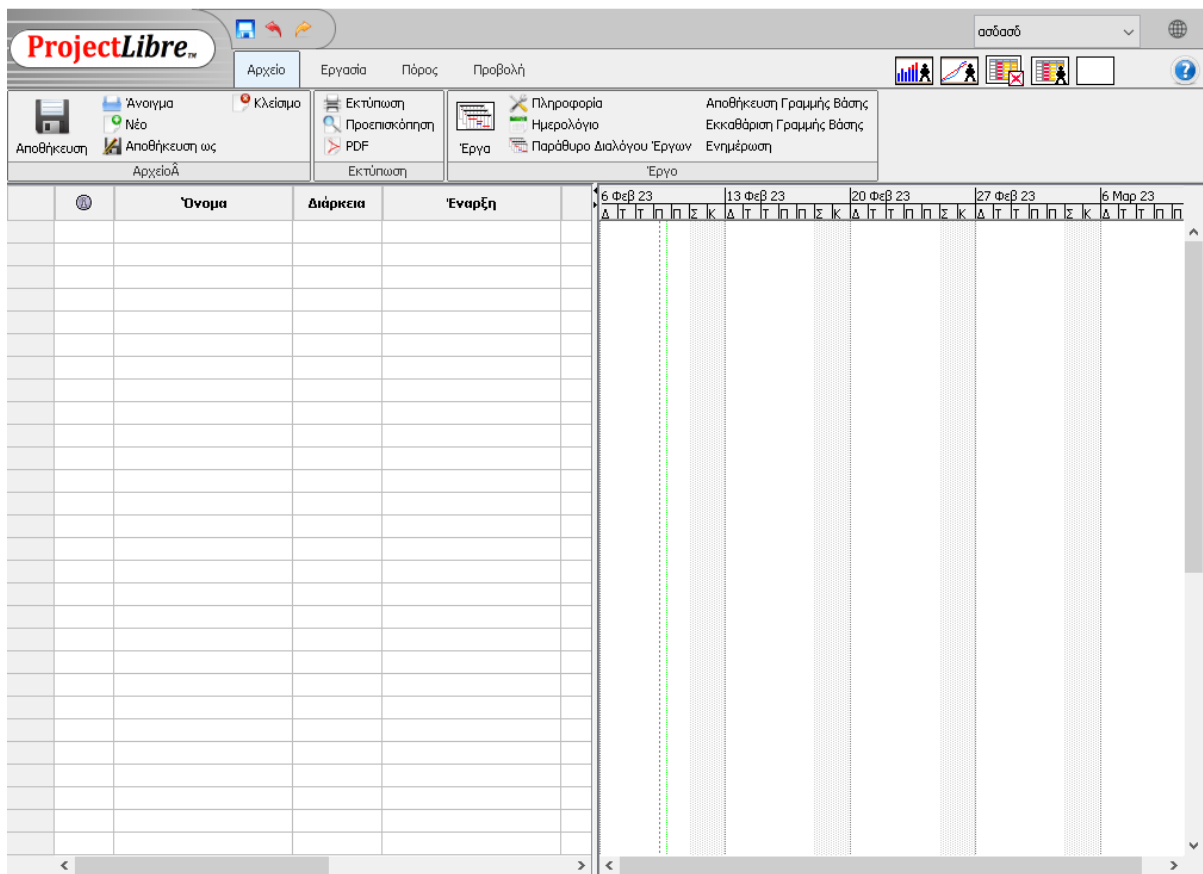 ProjectLibre™
ασδασδ
Αρχείο Εργασία Πόρος Προβολή
Αποθήκευση
Άνοιγμα
Νέο
Αποθήκευση ως
Κλείσιμο
ΑρχείοÂ
Εκτύπωση
Προεπισκόπηση
PDF
Εκτύπωση
Έργα
Πληροφορία
Ημερολόγιο
Παράθυρο Διαλόγου Έργων
Αποθήκευση Γραμμής Βάσης
Εκκαθάριση Γραμμής Βάσης
Ενημέρωση
Έργο
Όνομα Διάρκεια Έναρξη
6 Φεβ 23 13 Φεβ 23 20 Φεβ 23 27 Φεβ 23 6 Μαρ 23
Δ Τ Τ Π Π Σ Κ Δ Τ Τ Π Π Σ Κ Δ Τ Τ Π Π Σ Κ Δ Τ Τ Π Π Σ Κ Δ Τ Τ Π Π